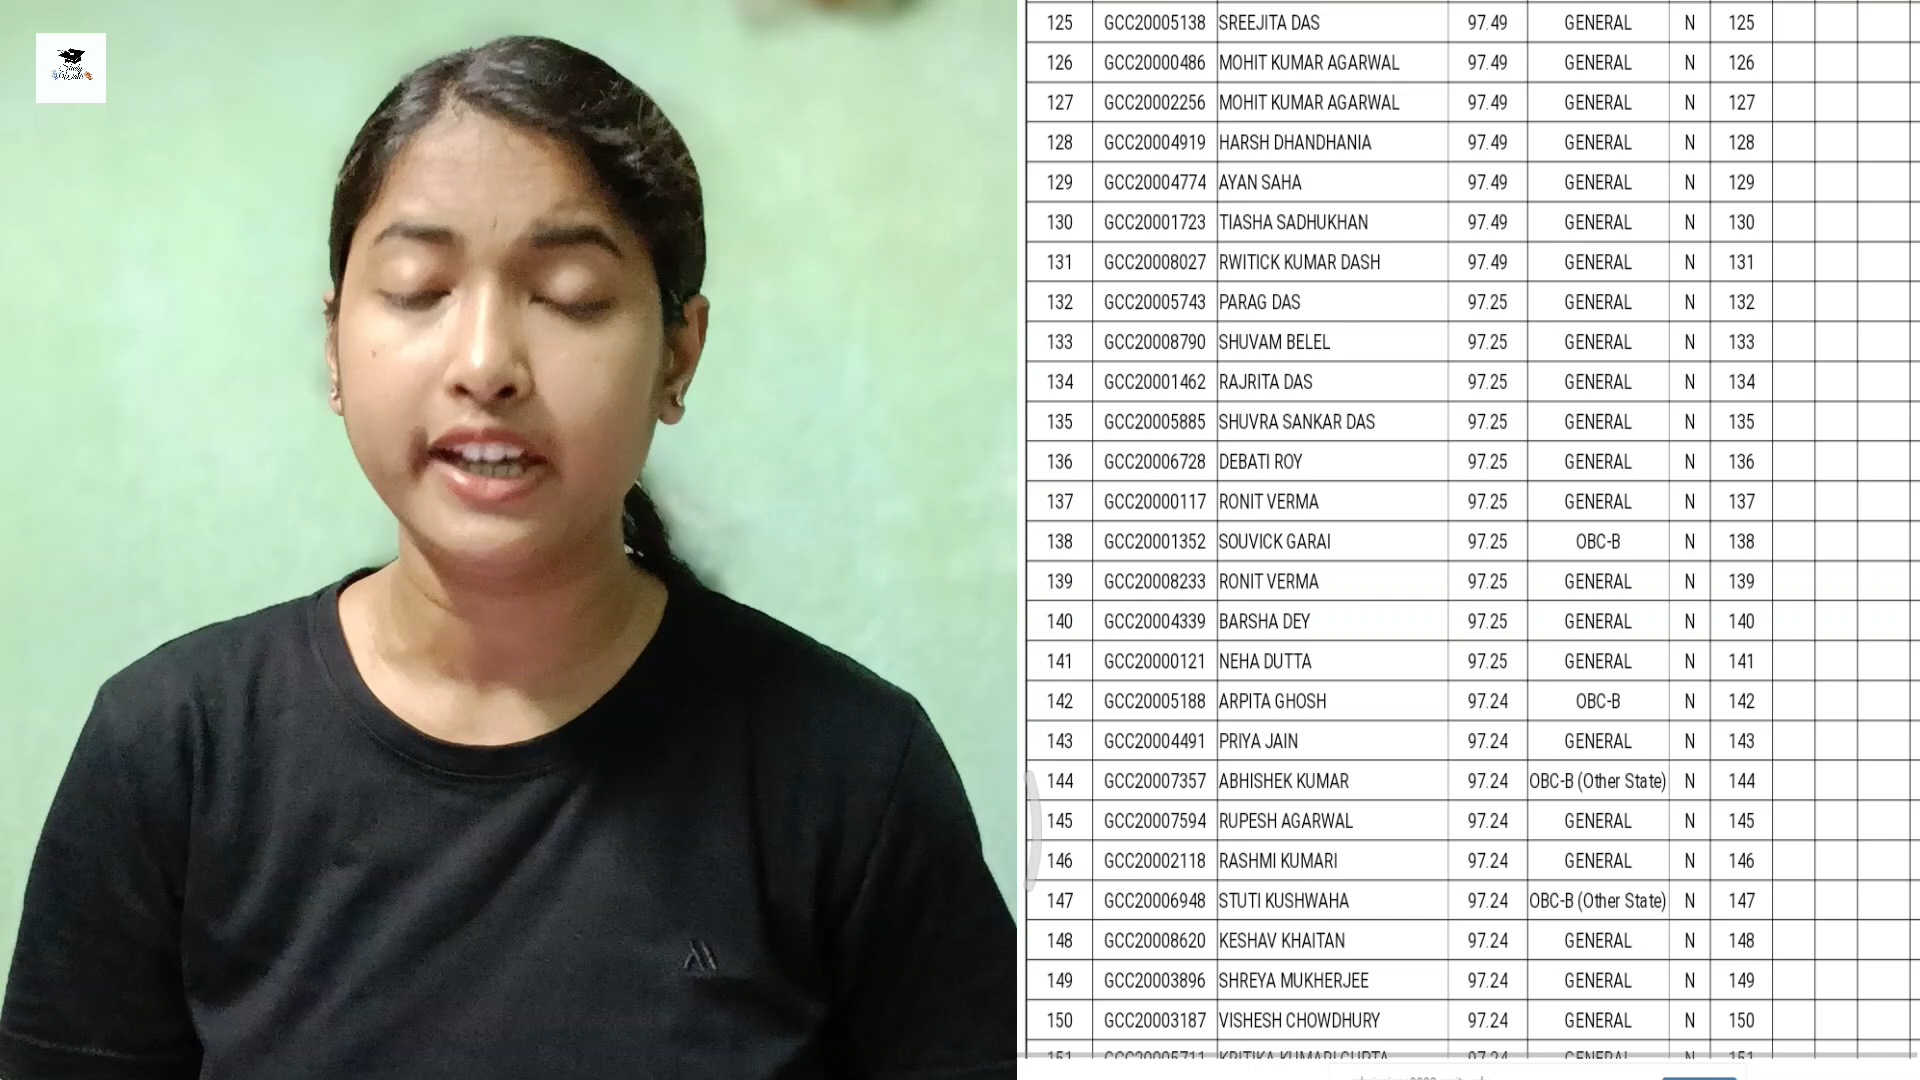 Study
Wale
125 GCC20005138 SREEJITA DAS 97.49 GENERAL N 125
126 GCC20000486 MOHIT KUMAR AGARWAL 97.49 GENERAL N 126
127 GCC20002256 MOHIT KUMAR AGARWAL 97.49 GENERAL N 127
128 GCC20004919 HARSH DHANDHANIA 97.49 GENERAL N 128
129 GCC20004774 AYAN SAHA 97.49 GENERAL N 129
130 GCC20001723 TIASHA SADHUKHAN 97.49 GENERAL N 130
131 GCC20008027 RWITICK KUMAR DASH 97.49 GENERAL N 131
132 GCC20005743 PARAG DAS 97.25 GENERAL N 132
133 GCC20008790 SHUVAM BELEL 97.25 GENERAL N 133
134 GCC20001462 RAJRITA DAS 97.25 GENERAL N 134
135 GCC20005885 SHUVRA SANKAR DAS 97.25 GENERAL N 135
136 GCC20006728 DEBATI ROY 97.25 GENERAL N 136
137 GCC20000117 RONIT VERMA 97.25 GENERAL N 137
138 GCC20001352 SOUVICK GARAI 97.25 OBC-B N 138
139 GCC20008233 RONIT VERMA 97.25 GENERAL N 139
140 GCC20004339 BARSHA DEY 97.25 GENERAL N 140
141 GCC20000121 NEHA DUTTA 97.25 GENERAL N 141
142 GCC20005188 ARPITA GHOSH 97.24 OBC-B N 142
143 GCC20004491 PRIYA JAIN 97.24 GENERAL N 143
144 GCC20007357 ABHISHEK KUMAR 97.24 OBC-B (Other State) N 144
145 GCC20007594 RUPESH AGARWAL 97.24 GENERAL N 145
146 GCC20002118 RASHMI KUMARI 97.24 GENERAL N 146
147 GCC20006948 STUTI KUSHWAHA 97.24 OBC-B (Other State) N 147
148 GCC20008620 KESHAV KHAITAN 97.24 GENERAL N 148
149 GCC20003896 SHREYA MUKHERJEE 97.24 GENERAL N 149
150 GCC20003187 VISHESH CHOWDHURY 97.24 GENERAL N 150
151 GCC20005711 KRITIKA KUMARI GUPTA 97.24 GENERAL N 151